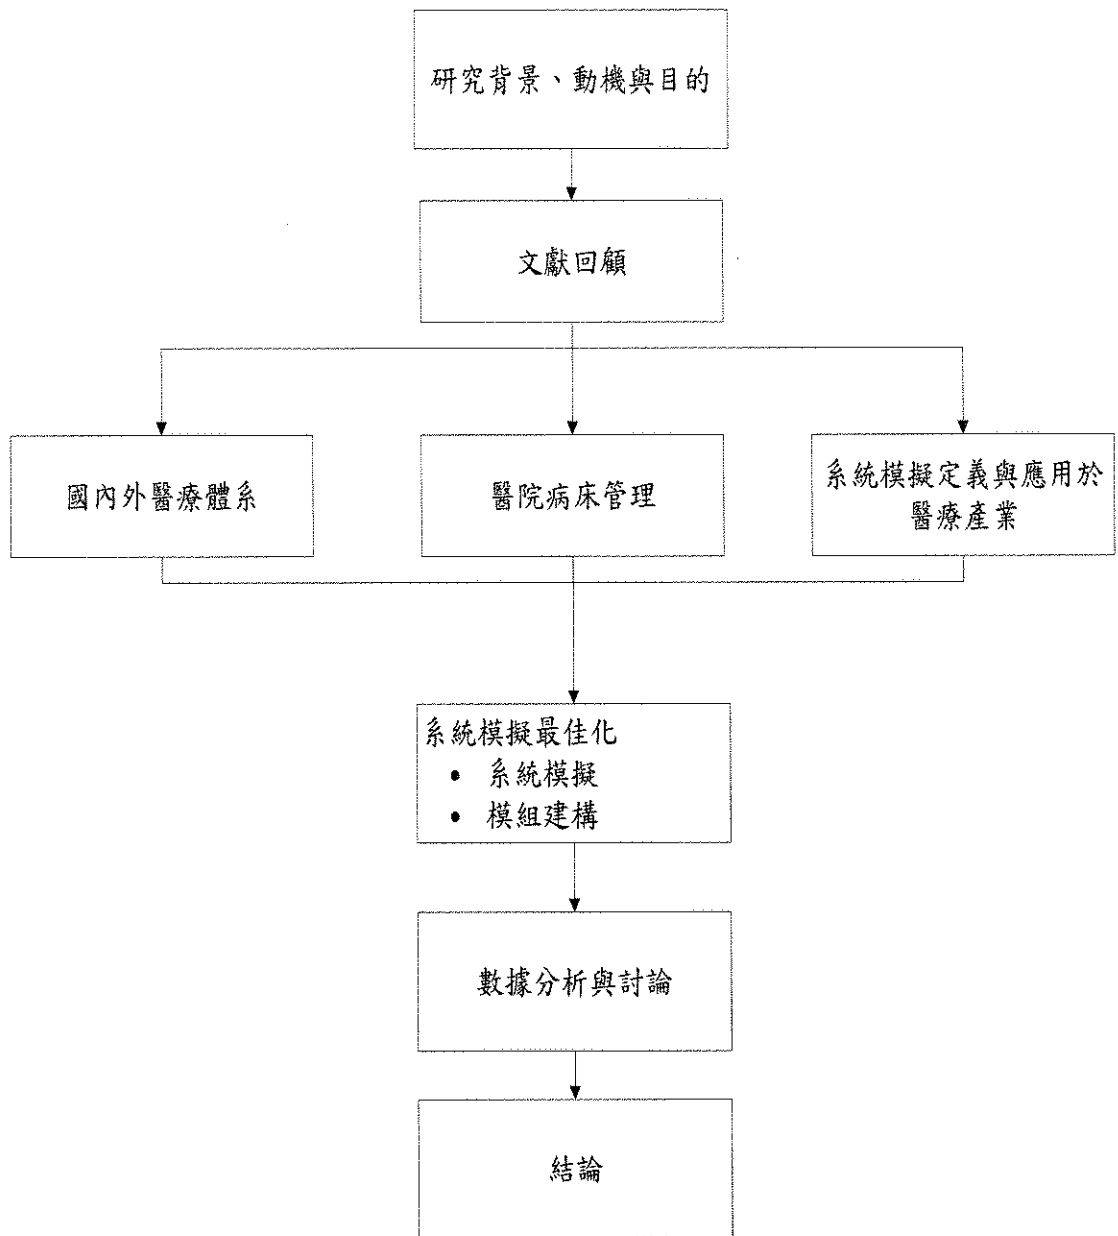 研究背景、動機與目的
文獻回顧
國內外醫療體系
醫院病床管理
系統模擬定義與應用於
醫療產業
系統模擬最佳化
• 系統模擬
• 模組建構
數據分析與討論
結論